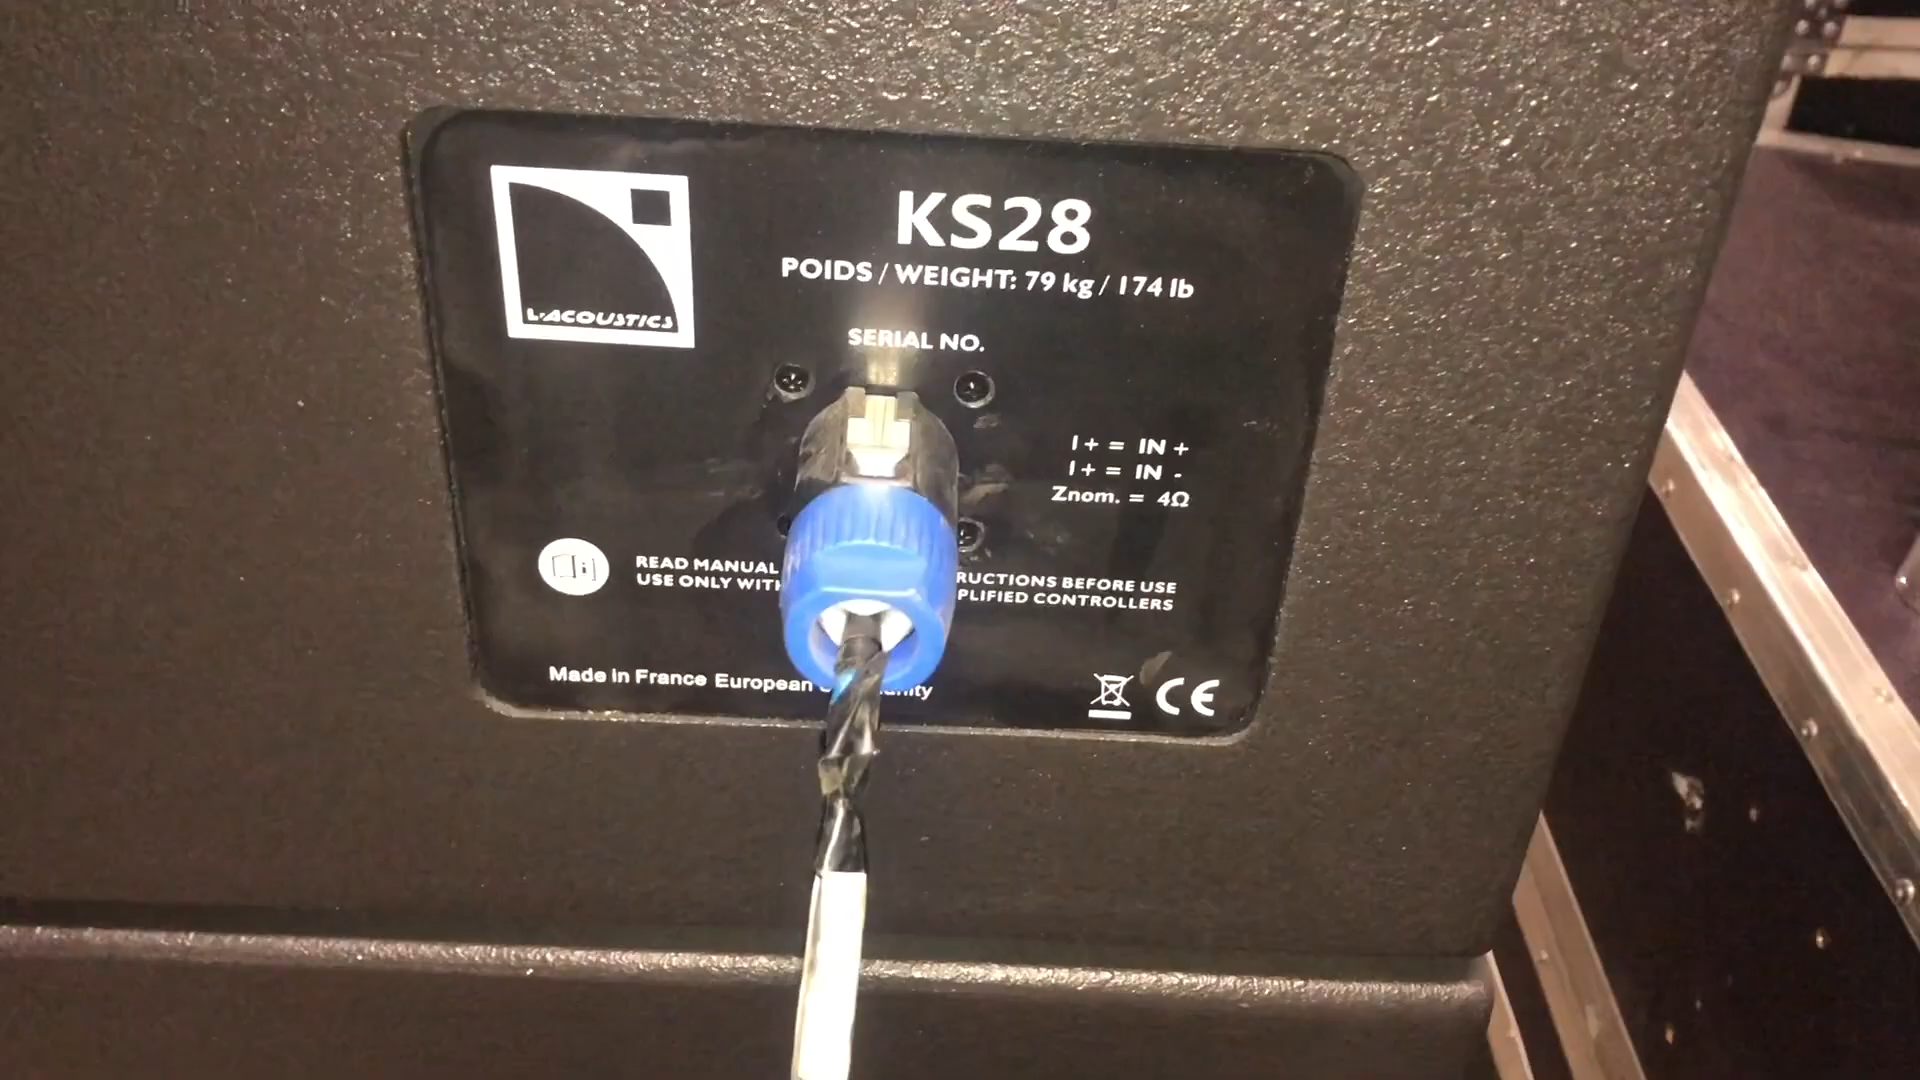 L-ACOUSTICS
KS28
POIDS / WEIGHT: 79 kg / 174 lb
SERIAL NO.
1+ = IN +
1+ = IN -
Znom. = 4Ω
READ MANUAL RUCTIONS BEFORE USE
USE ONLY WITH PLIFIED CONTROLLERS
Made in France European
CE